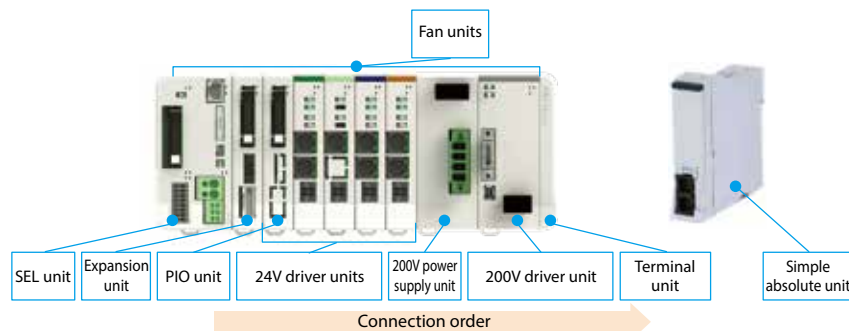 Fan units
SEL unit
Expansion
unit
PIO unit
24V driver units
200V power
supply unit
200V driver unit
Terminal
unit
Simple
absolute unit
Connection order